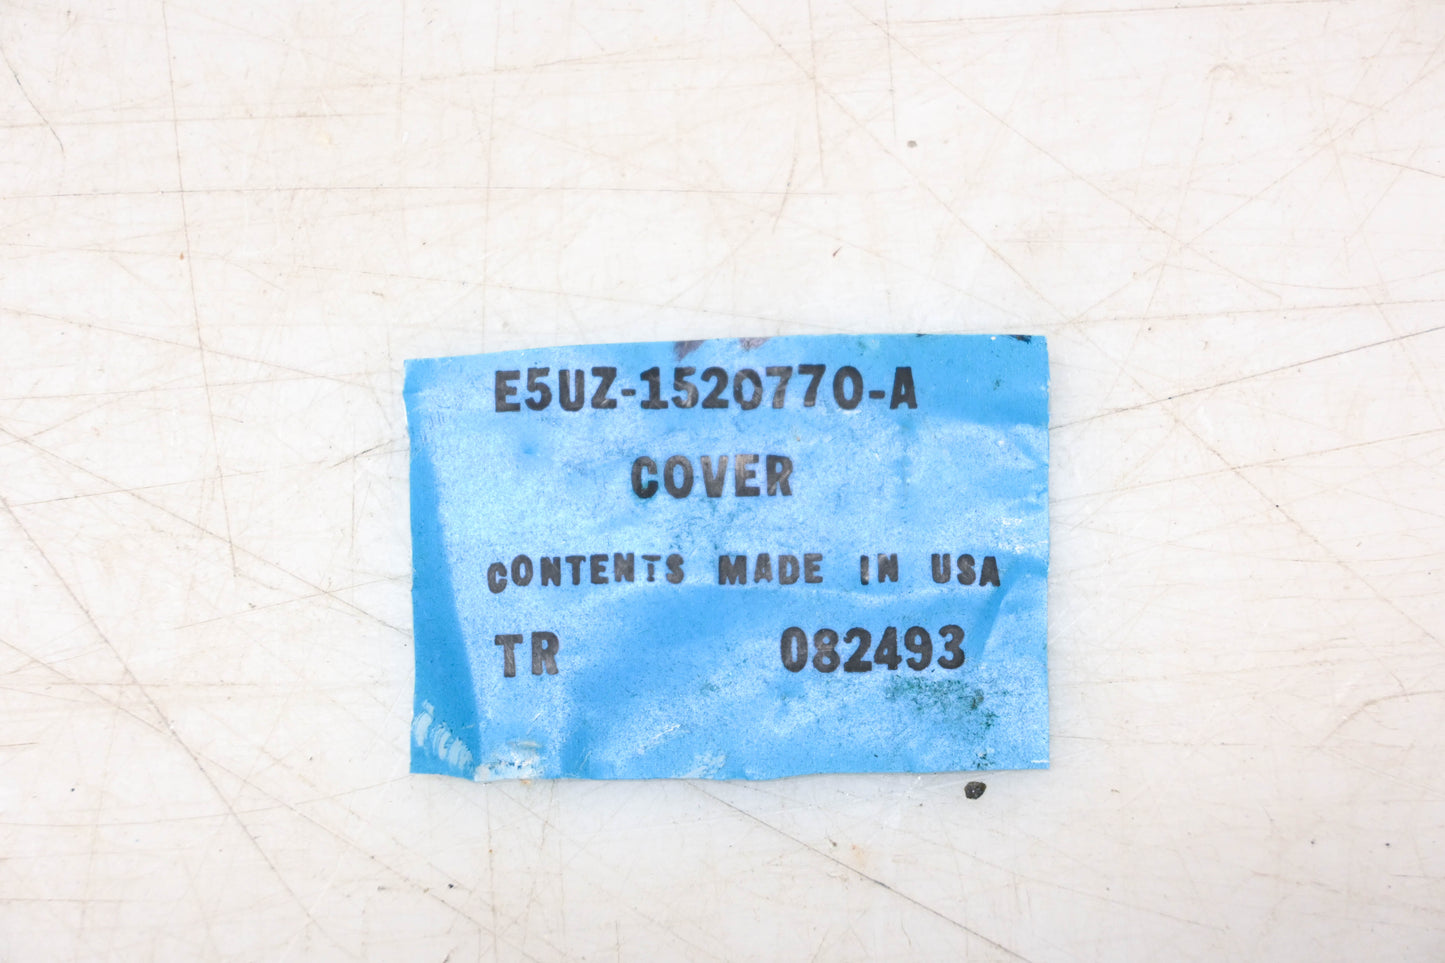 E5UZ-1520770-A
COVER
CONTENTS MADE IN USA
TR 082493